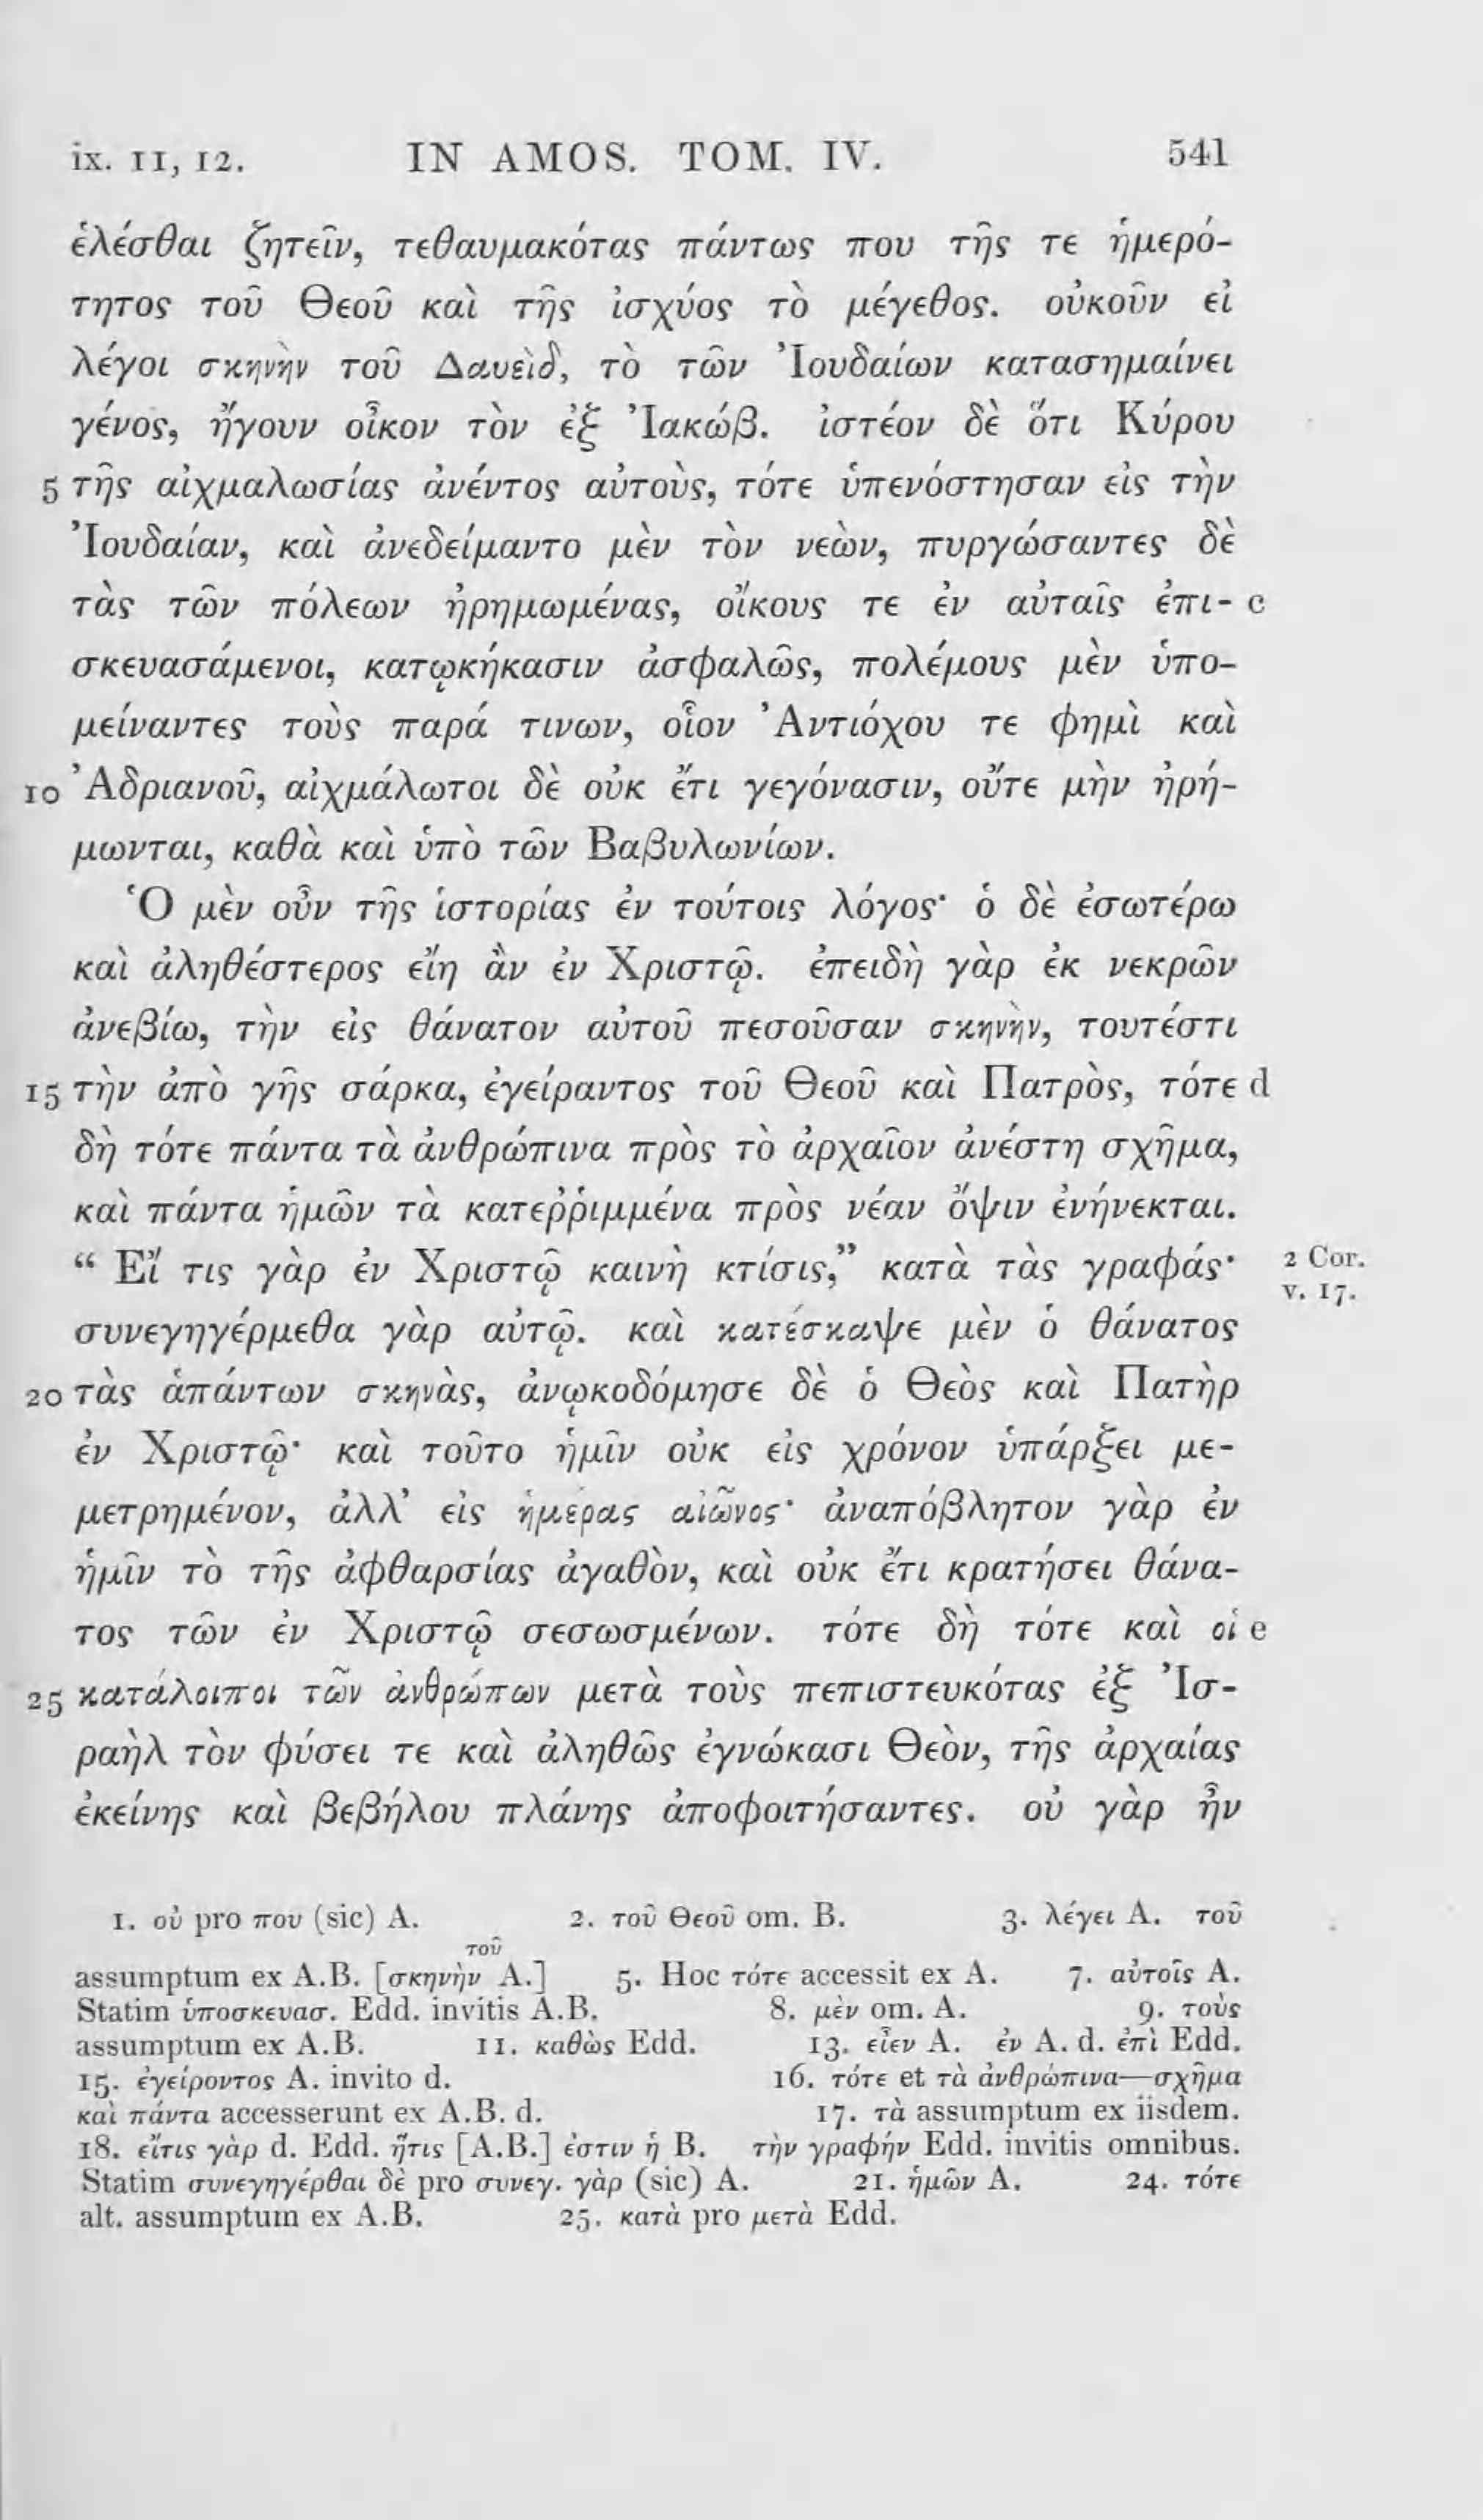 ix. 11, 12. IN AMOS. TOM. IV. 541
ἑλέσθαι ζητεῖν, τεθαυμακότας πάντως που τῆς τε ἡμερό-
τητος τοῦ Θεοῦ καὶ τῆς ἰσχύος τὸ μέγεθος. οὐκοῦν εἰ
λέγοι σκηνὴν τοῦ Δαυεὶδ, τὸ τῶν Ἰουδαίων κατασημαίνει
γένος, ἤγουν οἶκον τὸν ἐξ Ἰακώβ. ἰστέον δὲ ὅτι Κύρου
5 τῆς αἰχμαλωσίας ἀνέντος αὐτοὺς, τότε ὑπενόστησαν εἰς τὴν
Ἰουδαίαν, καὶ ἀνεδείμαντο μὲν τὸν νεὼν, πυργώσαντες δὲ
τὰς τῶν πόλεων ἠρημωμένας, οἴκους τε ἐν αὐταῖς ἐπι- c
σκευασάμενοι, κατῳκήκασιν ἀσφαλῶς, πολέμους μὲν ὑπο-
μείναντες τοὺς παρά τινων, οἷον Ἀντιόχου τε φημὶ καὶ
10 Ἀδριανοῦ, αἰχμάλωτοι δὲ οὐκ ἔτι γεγόνασιν, οὔτε μὴν ἠρή-
μωνται, καθὰ καὶ ὑπὸ τῶν Βαβυλωνίων.
Ὁ μὲν οὖν τῆς ἱστορίας ἐν τούτοις λόγος· ὁ δὲ ἐσωτέρω
καὶ ἀληθέστερος εἴη ἂν ἐν Χριστῷ. ἐπειδὴ γὰρ ἐκ νεκρῶν
ἀνεβίω, τὴν εἰς θάνατον αὐτοῦ πεσοῦσαν σκηνὴν, τουτέστι
15 τὴν ἀπὸ γῆς σάρκα, ἐγείραντος τοῦ Θεοῦ καὶ Πατρὸς, τότε d
δὴ τότε πάντα τὰ ἀνθρώπινα πρὸς τὸ ἀρχαῖον ἀνέστη σχῆμα,
καὶ πάντα ἡμῶν τὰ κατεῤῥιμμένα πρὸς νέαν ὄψιν ἐνήνεκται.
“ Εἴ τις γὰρ ἐν Χριστῷ καινὴ κτίσις,” κατὰ τὰς γραφάς· 2 Cor.
v. 17.
συνεγηγέρμεθα γὰρ αὐτῷ. καὶ κατέσκαψε μὲν ὁ θάνατος
20 τὰς ἁπάντων σκηνὰς, ἀνῳκοδόμησε δὲ ὁ Θεὸς καὶ Πατὴρ
ἐν Χριστῷ· καὶ τοῦτο ἡμῖν οὐκ εἰς χρόνον ὑπάρξει με-
μετρημένον, ἀλλ’ εἰς ἡμέρας αἰῶνος· ἀναπόβλητον γὰρ ἐν
ἡμῖν τὸ τῆς ἀφθαρσίας ἀγαθὸν, καὶ οὐκ ἔτι κρατήσει θάνα-
τος τῶν ἐν Χριστῷ σεσωσμένων. τότε δὴ τότε καὶ οἱ e
25 κατάλοιποι τῶν ἀνθρώπων μετὰ τοὺς πεπιστευκότας ἐξ Ἰσ-
ραὴλ τὸν φύσει τε καὶ ἀληθῶς ἐγνώκασι Θεὸν, τῆς ἀρχαίας
ἐκείνης καὶ βεβήλου πλάνης ἀποφοιτήσαντες. οὐ γὰρ ἦν
1. οὐ pro που (sic) A. 2. τοῦ Θεοῦ om. B. 3. λέγει A. τοῦ
τοῦ
assumptum ex A.B. [σκηνὴν A.] 5. Hoc τότε accessit ex A. 7. αὐτοῖς A.
Statim ὑποσκευασ. Edd. invitis A.B. 8. μὲν om. A. 9. τοὺς
assumptum ex A.B. 11. καθὼς Edd. 13. εἶεν A. ἐν A. d. ἐπὶ Edd.
15. ἐγείροντος A. invito d. 16. τότε et τὰ ἀνθρώπινα—σχῆμα
καὶ πάντα accesserunt ex A.B. d. 17. τὰ assumptum ex iisdem.
18. εἴτις γὰρ d. Edd. ἥτις [A.B.] ἐστιν ἡ B. τὴν γραφήν Edd. invitis omnibus.
Statim συνεγηγέρθαι δὲ pro συνεγ. γὰρ (sic) A. 21. ἡμῶν A. 24. τότε
alt. assumptum ex A.B. 25. κατὰ pro μετὰ Edd.